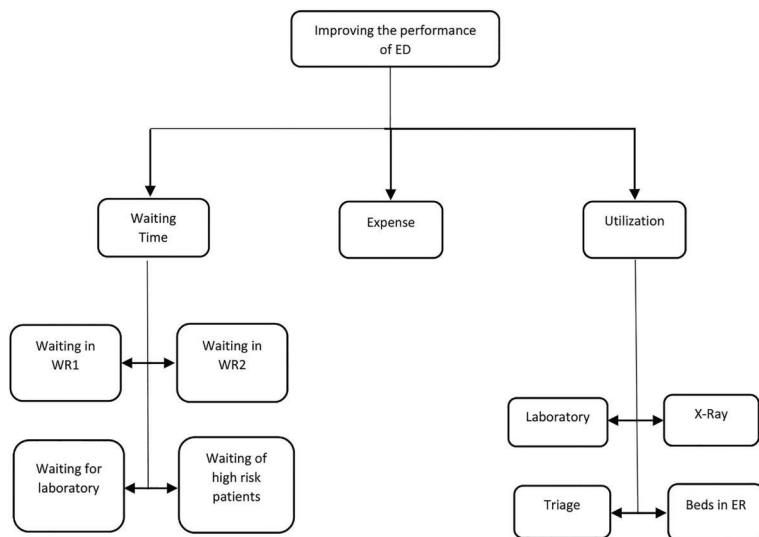 Improving the performance
of ED
Waiting
Time
Expense
Utilization
Waiting in
WR1
Waiting in
WR2
Laboratory
X-Ray
Waiting for
laboratory
Waiting of
high risk
patients
Triage
Beds in ER